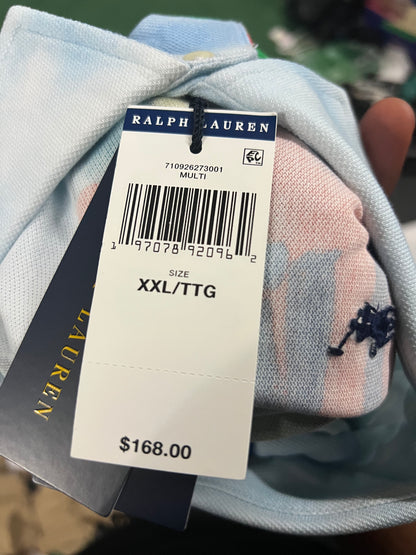 RALPH LAUREN
710926273001
MULTI
1 97078 92096 2
SIZE
XXL/TTG
$168.00
LAUREN